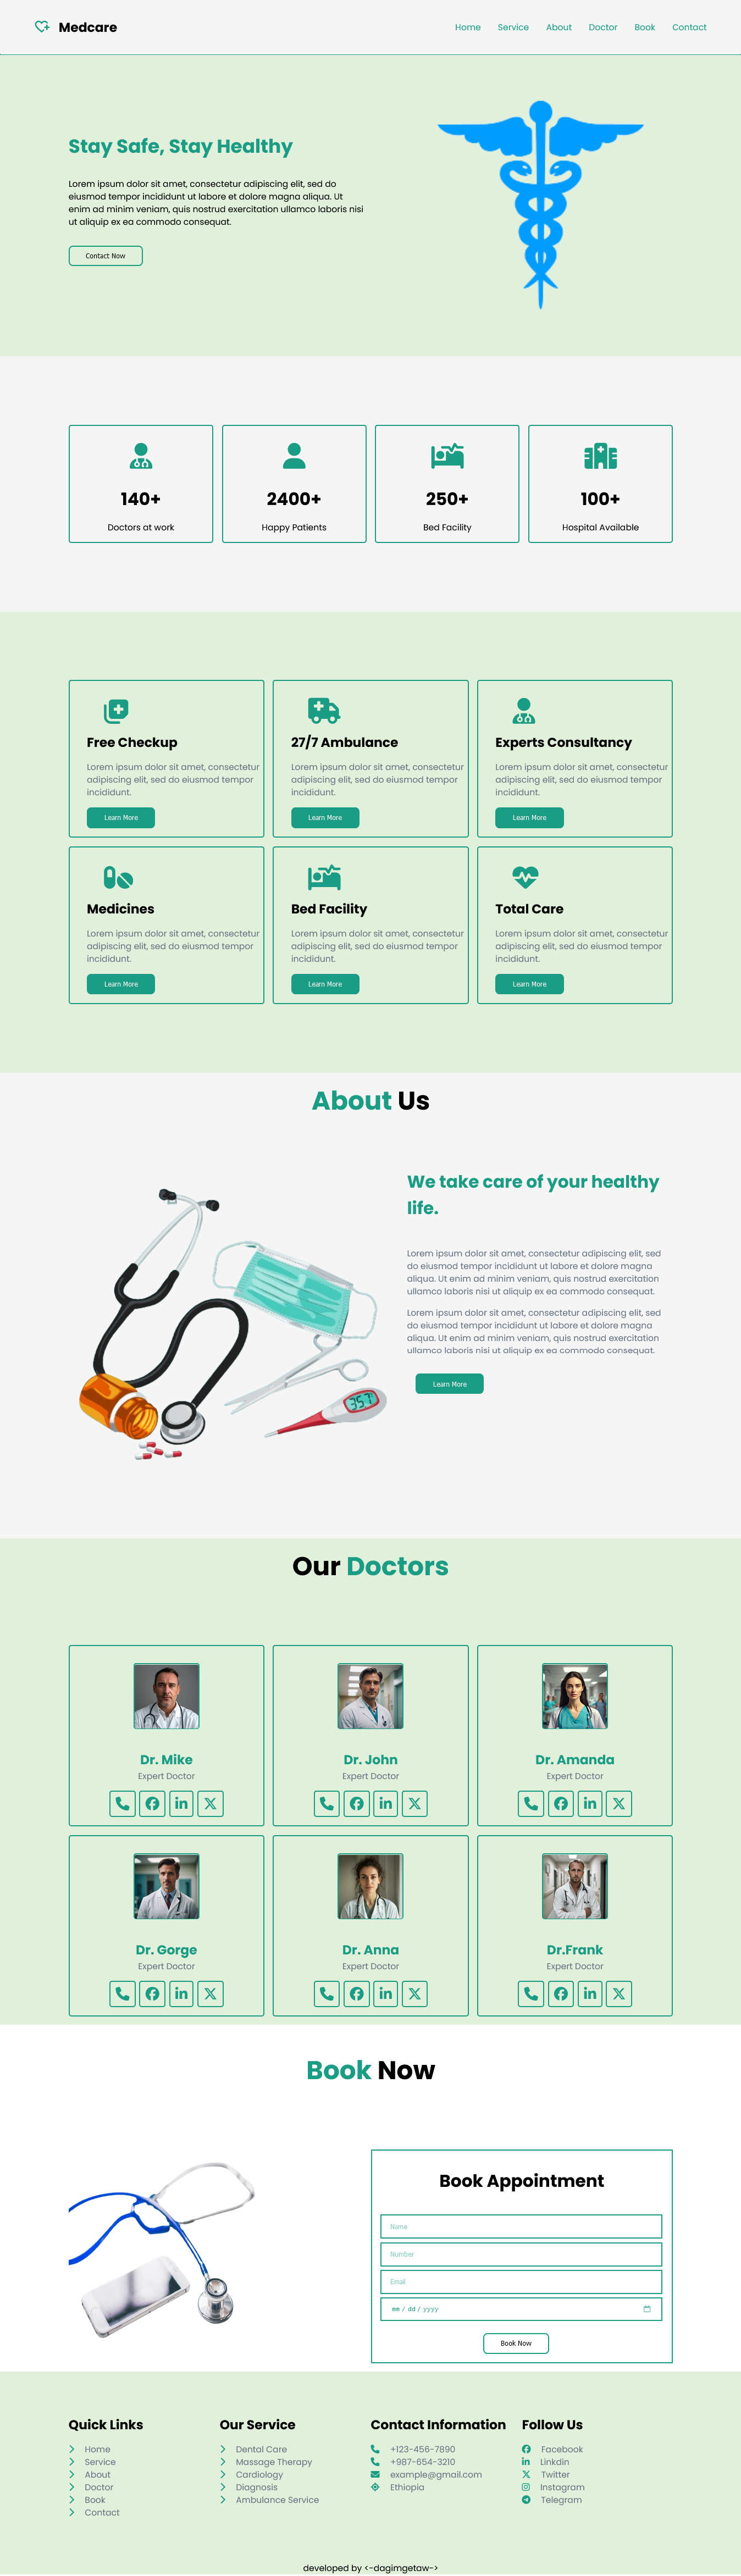 Medcare
Home Service About Doctor Book Contact
Stay Safe, Stay Healthy
Lorem ipsum dolor sit amet, consectetur adipiscing elit, sed do
eiusmod tempor incididunt ut labore et dolore magna aliqua. Ut
enim ad minim veniam, quis nostrud exercitation ullamco laboris nisi
ut aliquip ex ea commodo consequat.
Contact Now
140+
Doctors at work
2400+
Happy Patients
250+
Bed Facility
100+
Hospital Available
Free Checkup
Lorem ipsum dolor sit amet, consectetur
adipiscing elit, sed do eiusmod tempor
incididunt.
Learn More
27/7 Ambulance
Lorem ipsum dolor sit amet, consectetur
adipiscing elit, sed do eiusmod tempor
incididunt.
Learn More
Experts Consultancy
Lorem ipsum dolor sit amet, consectetur
adipiscing elit, sed do eiusmod tempor
incididunt.
Learn More
Medicines
Lorem ipsum dolor sit amet, consectetur
adipiscing elit, sed do eiusmod tempor
incididunt.
Learn More
Bed Facility
Lorem ipsum dolor sit amet, consectetur
adipiscing elit, sed do eiusmod tempor
incididunt.
Learn More
Total Care
Lorem ipsum dolor sit amet, consectetur
adipiscing elit, sed do eiusmod tempor
incididunt.
Learn More
About Us
35.7
We take care of your healthy
life.
Lorem ipsum dolor sit amet, consectetur adipiscing elit, sed
do eiusmod tempor incididunt ut labore et dolore magna
aliqua. Ut enim ad minim veniam, quis nostrud exercitation
ullamco laboris nisi ut aliquip ex ea commodo consequat.
Lorem ipsum dolor sit amet, consectetur adipiscing elit, sed
do eiusmod tempor incididunt ut labore et dolore magna
aliqua. Ut enim ad minim veniam, quis nostrud exercitation
ullamco laboris nisi ut aliquip ex ea commodo consequat.
Learn More
Our Doctors
Dr. Mike
Expert Doctor
Dr. John
Expert Doctor
Dr. Amanda
Expert Doctor
Dr. Gorge
Expert Doctor
Dr. Anna
Expert Doctor
Dr.Frank
Expert Doctor
Book Now
Book Appointment
Name
Number
Email
mm / dd / yyyy
Book Now
Quick Links
Home
Service
About
Doctor
Book
Contact
Our Service
Dental Care
Massage Therapy
Cardiology
Diagnosis
Ambulance Service
Contact Information
+123-456-7890
+987-654-3210
example@gmail.com
Ethiopia
Follow Us
Facebook
Linkdin
Twitter
Instagram
Telegram
developed by <-dagimgetaw->